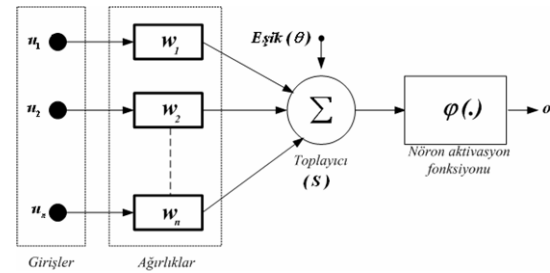 u₁
w₁
Eşik (θ)
u₂
w₂
Σ
φ(.)
o
Toplayıcı
(S)
Nöron aktivasyon
fonksiyonu
uₙ
wₙ
Girişler
Ağırlıklar